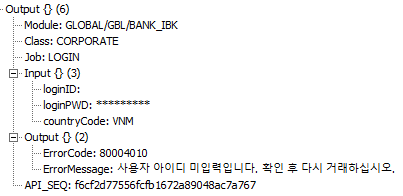 Output {} (6)
Module: GLOBAL/GBL/BANK_IBK
Class: CORPORATE
Job: LOGIN
Input {} (3)
loginID:
loginPWD: *********
countryCode: VNM
Output {} (2)
ErrorCode: 80004010
ErrorMessage: 사용자 아이디 미입력입니다. 확인 후 다시 거래하십시오.
API_SEQ: f6cf2d77556fcfb1672a89048ac7a767